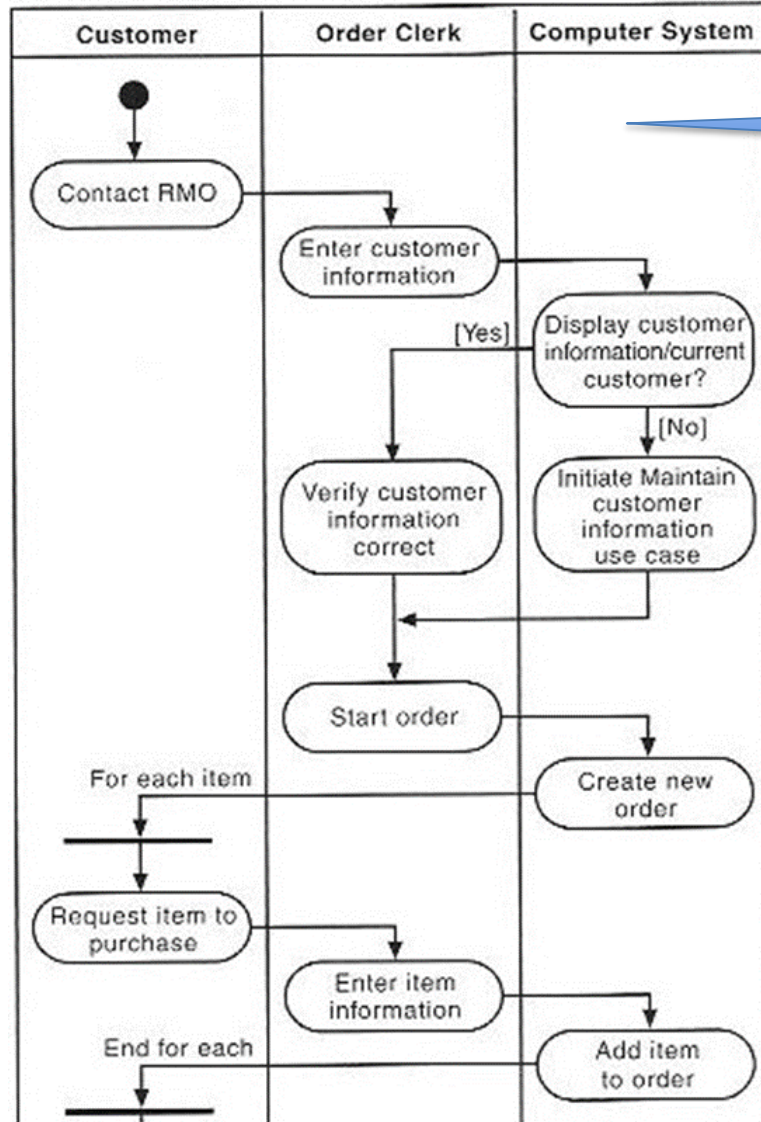 Customer
Order Clerk
Computer System
Contact RMO
Enter customer
information
Display customer
information/current
customer?
[Yes]
[No]
Verify customer
information
correct
Initiate Maintain
customer
information
use case
Start order
Create new
order
For each item
Request item to
purchase
Enter item
information
Add item
to order
End for each